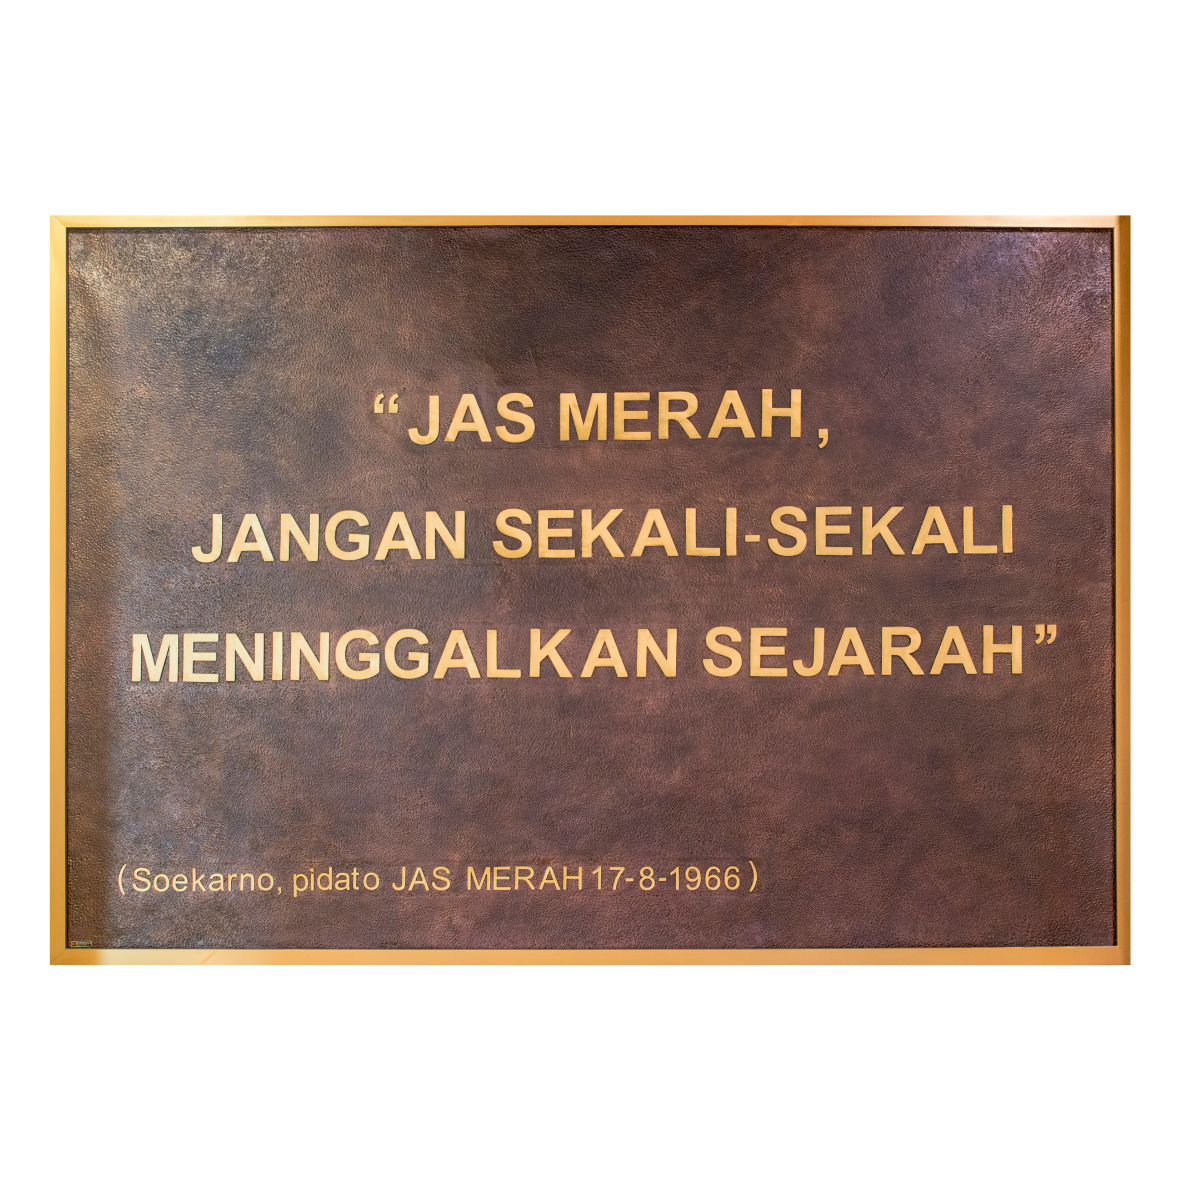 “JAS MERAH,
JANGAN SEKALI-SEKALI
MENINGGALKAN SEJARAH”
(Soekarno, pidato JAS MERAH 17-8-1966)